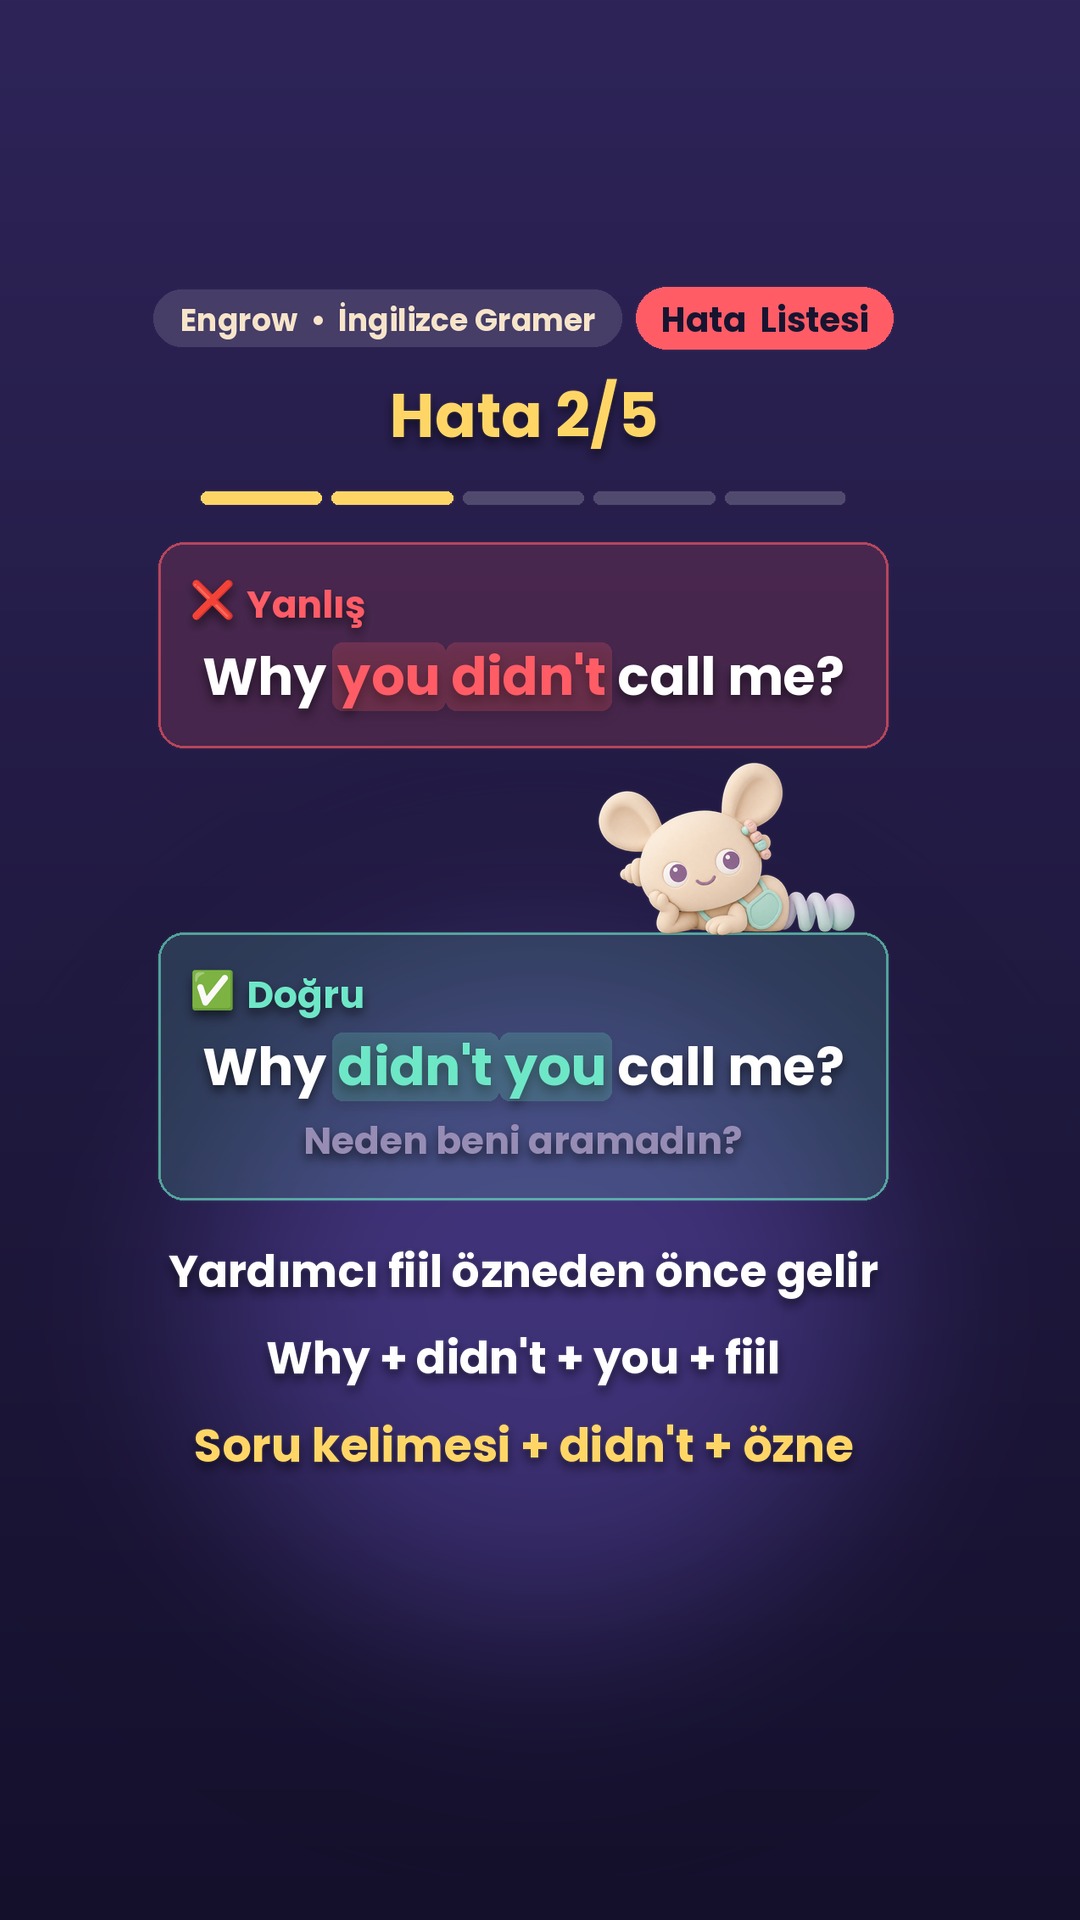 Engrow • İngilizce Gramer Hata Listesi
Hata 2/5
❌ Yanlış
Why you didn't call me?
✅ Doğru
Why didn't you call me?
Neden beni aramadın?
Yardımcı fiil özneden önce gelir
Why + didn't + you + fiil
Soru kelimesi + didn't + özne